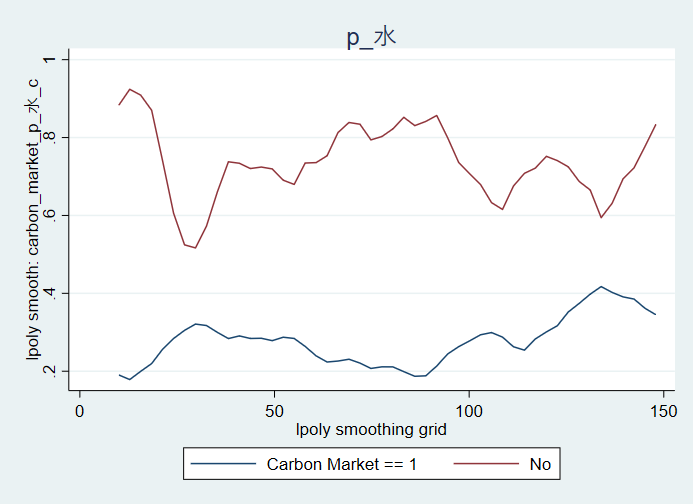 p_水
lpoly smooth: carbon_market_p_水_c
1
.8
.6
.4
.2
0
50
100
150
lpoly smoothing grid
Carbon Market == 1
No